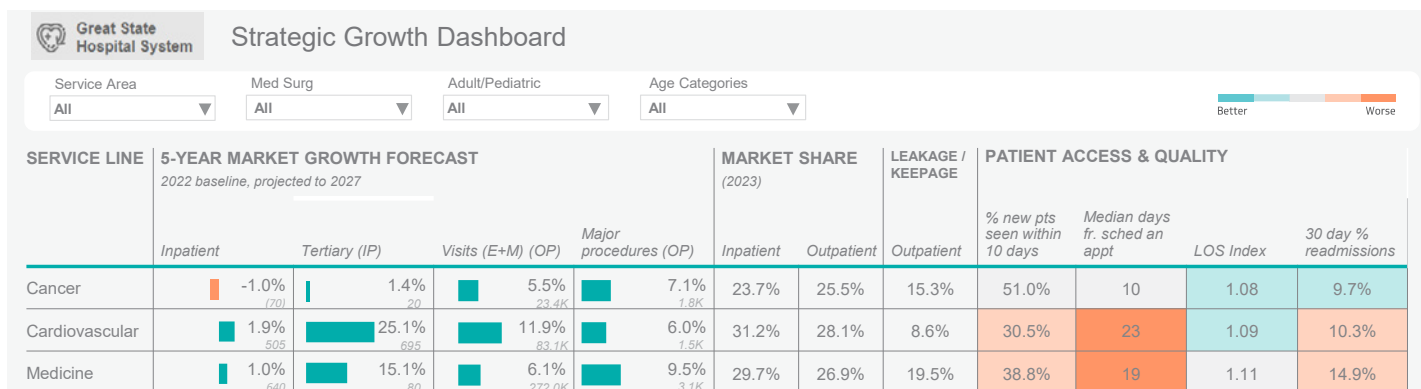 Great State
Hospital System
Strategic Growth Dashboard
Service Area
Med Surg
Adult/Pediatric
Age Categories
All
All
All
All
Better
Worse
SERVICE LINE
5-YEAR MARKET GROWTH FORECAST
2022 baseline, projected to 2027
MARKET SHARE
(2023)
LEAKAGE /
KEEPAGE
PATIENT ACCESS & QUALITY
Inpatient
Tertiary (IP)
Visits (E+M) (OP)
Major
procedures (OP)
Inpatient
Outpatient
Outpatient
% new pts
seen within
10 days
Median days
fr. sched an
appt
LOS Index
30 day %
readmissions
Cancer -1.0% 1.4% 5.5% 7.1% 23.7% 25.5% 15.3% 51.0% 10 1.08 9.7%
(70) 20 23.4K 1.8K
Cardiovascular 1.9% 25.1% 11.9% 6.0% 31.2% 28.1% 8.6% 30.5% 23 1.09 10.3%
505 695 83.1K 1.5K
Medicine 1.0% 15.1% 6.1% 9.5% 29.7% 26.9% 19.5% 38.8% 19 1.11 14.9%
640 80 272.0K 3.1K